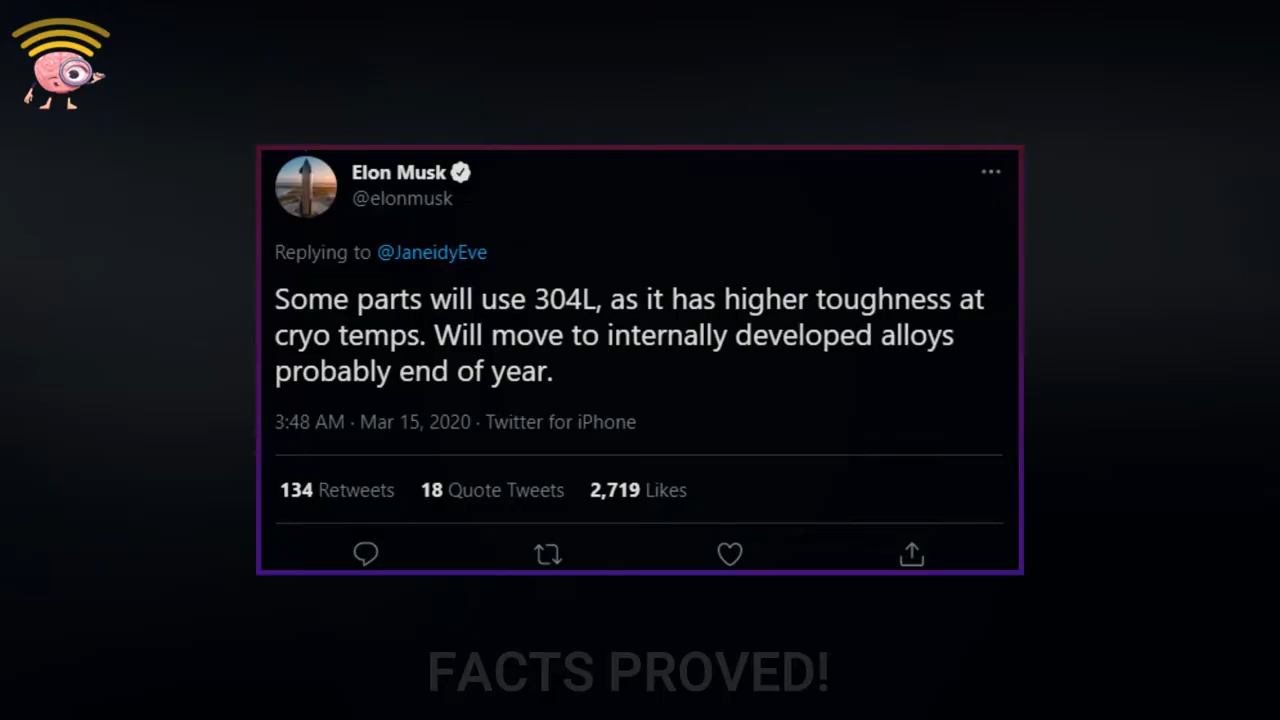 Elon Musk
@elonmusk
Replying to @JaneidyEve
Some parts will use 304L, as it has higher toughness at
cryo temps. Will move to internally developed alloys
probably end of year.
3:48 AM · Mar 15, 2020 · Twitter for iPhone
134 Retweets 18 Quote Tweets 2,719 Likes
FACTS PROVED!